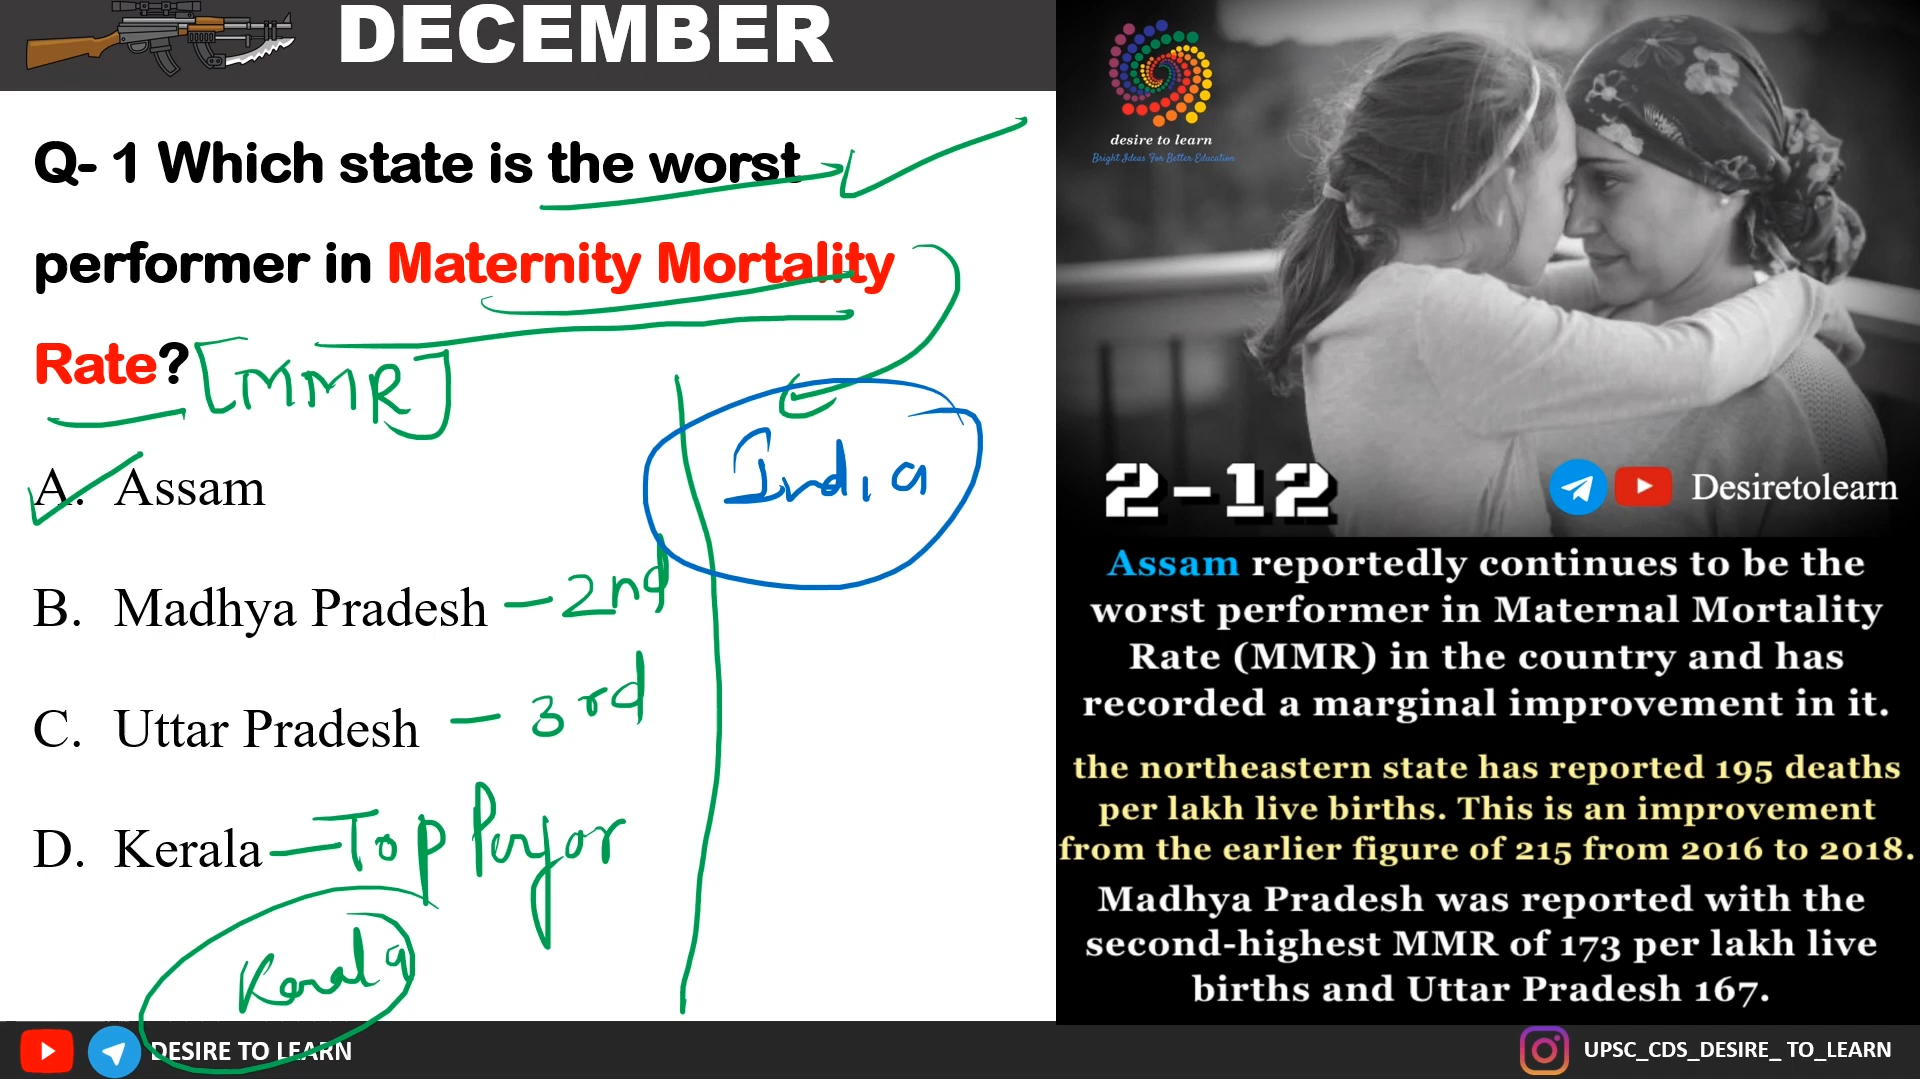 DECEMBER
Q- 1 Which state is the worst
performer in Maternity Mortality
Rate? [MMR]
India
A. Assam
B. Madhya Pradesh - 2nd
C. Uttar Pradesh - 3rd
D. Kerala - Top Perfor
Kerala
DESIRE TO LEARN
desire to learn
Bright Ideas For Better Education
2-12
Desiretolearn
Assam reportedly continues to be the
worst performer in Maternal Mortality
Rate (MMR) in the country and has
recorded a marginal improvement in it.
the northeastern state has reported 195 deaths
per lakh live births. This is an improvement
from the earlier figure of 215 from 2016 to 2018.
Madhya Pradesh was reported with the
second-highest MMR of 173 per lakh live
births and Uttar Pradesh 167.
UPSC_CDS_DESIRE_ TO_LEARN